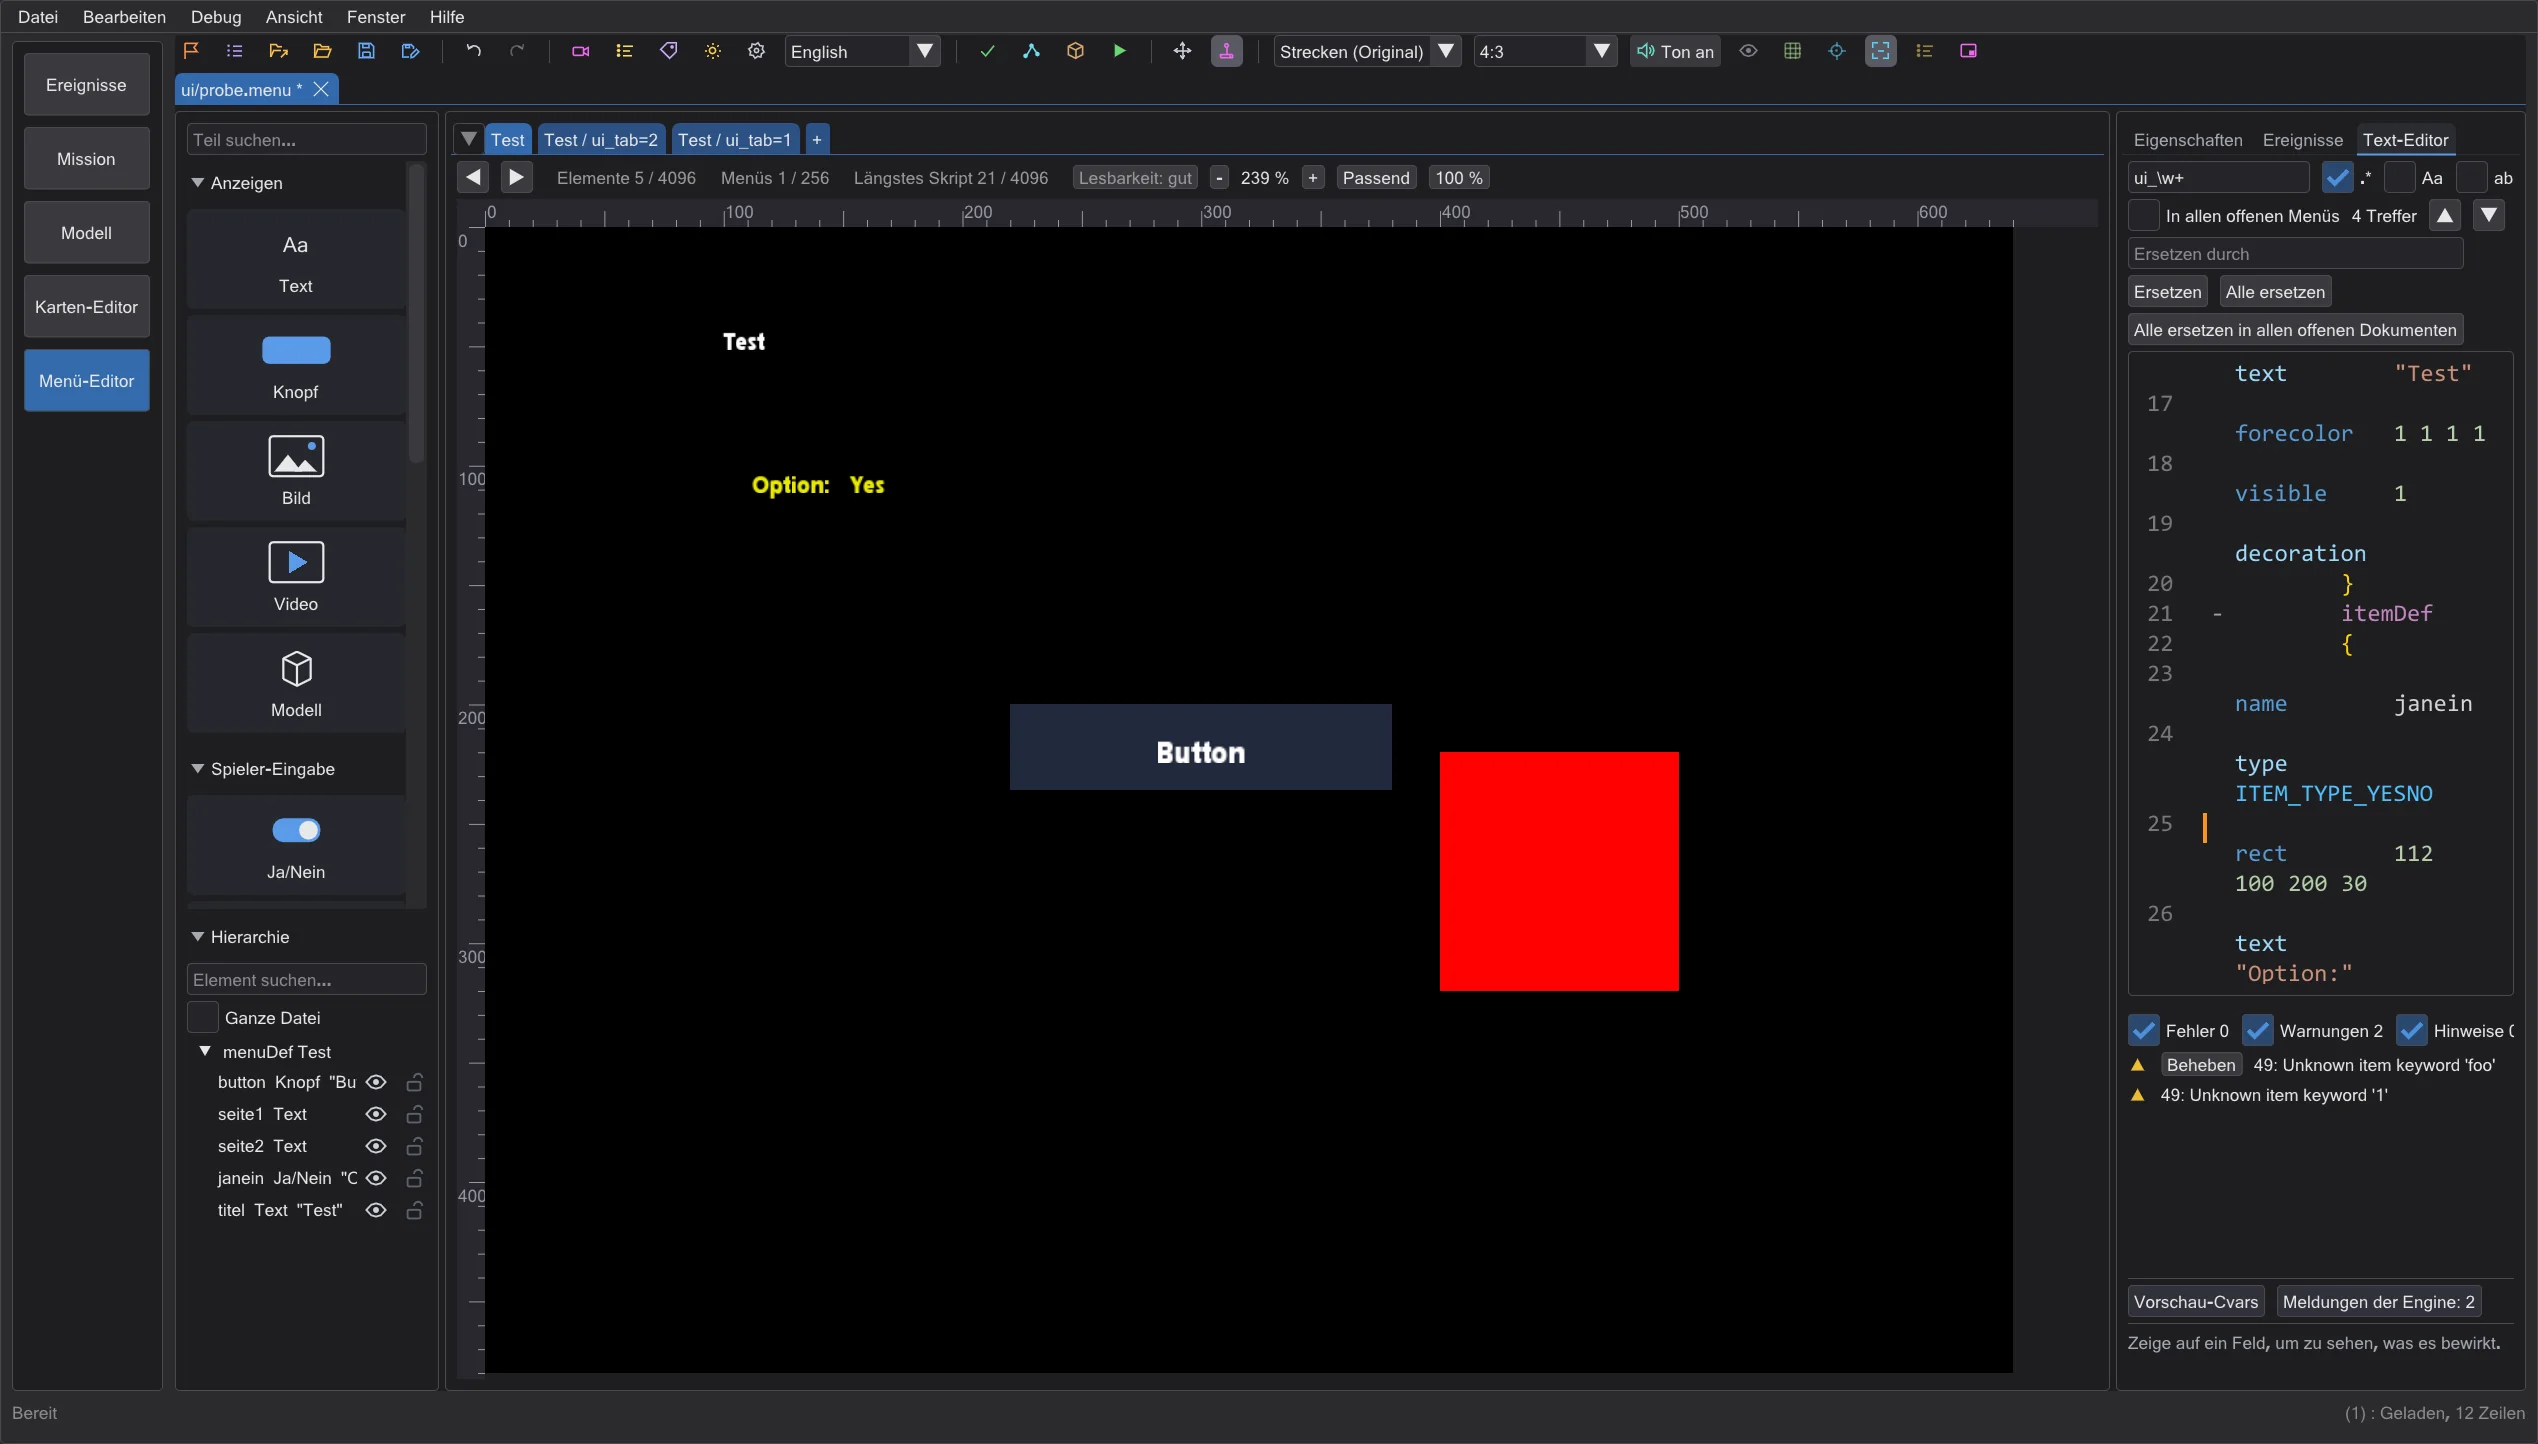 Datei Bearbeiten Debug Ansicht Fenster Hilfe
English
Strecken (Original)
4:3
Ton an
ui/probe.menu *
Ereignisse
Mission
Modell
Karten-Editor
Menü-Editor
Teil suchen...
Anzeigen
Aa
Text
Knopf
Bild
Video
Modell
Spieler-Eingabe
Ja/Nein
Hierarchie
Element suchen...
Ganze Datei
menuDef Test
button Knopf "Bu
seite1 Text
seite2 Text
janein Ja/Nein "C
titel Text "Test"
Test
Test / ui_tab=2
Test / ui_tab=1
+
Elemente 5 / 4096 Menüs 1 / 256 Längstes Skript 21 / 4096 Lesbarkeit: gut - 239 % + Passend 100 %
0 100 200 300 400 500 600
0
100
200
300
400
Test
Option: Yes
Button
Eigenschaften Ereignisse Text-Editor
ui_\w+ .* Aa ab
In allen offenen Menüs 4 Treffer
Ersetzen durch
Ersetzen Alle ersetzen
Alle ersetzen in allen offenen Dokumenten
text "Test"
17
forecolor 1 1 1 1
18
visible 1
19
decoration
20 }
21 - itemDef
22 {
23
name janein
24
type
ITEM_TYPE_YESNO
25
rect 112
100 200 30
26
text
"Option:"
Fehler 0 Warnungen 2 Hinweise 0
Beheben 49: Unknown item keyword 'foo'
49: Unknown item keyword '1'
Vorschau-Cvars Meldungen der Engine: 2
Zeige auf ein Feld, um zu sehen, was es bewirkt.
Bereit
(1) : Geladen, 12 Zeilen